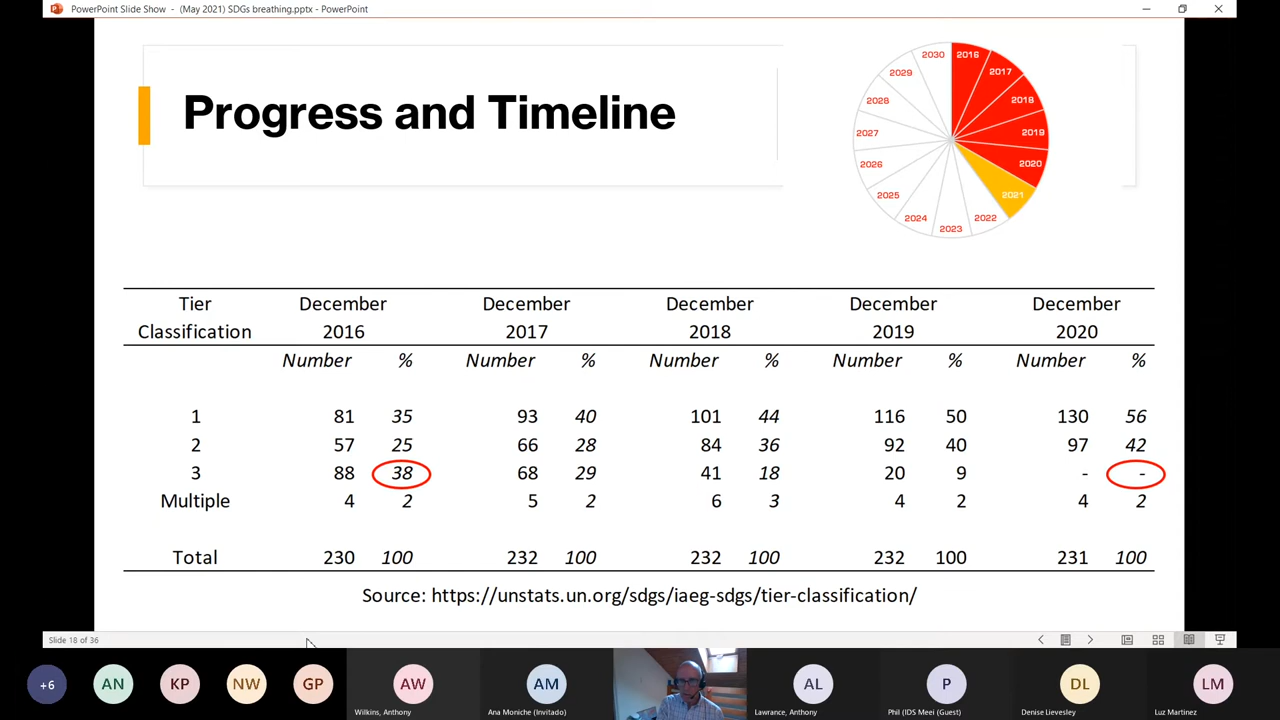 PowerPoint Slide Show - (May 2021) SDGs breathing.pptx - PowerPoint
Progress and Timeline
2016
2017
2018
2019
2020
2021
2022
2023
2024
2025
2026
2027
2028
2029
2030
Tier Classification December 2016 December 2017 December 2018 December 2019 December 2020
Number % Number % Number % Number % Number %
1 81 35 93 40 101 44 116 50 130 56
2 57 25 66 28 84 36 92 40 97 42
3 88 38 68 29 41 18 20 9 - -
Multiple 4 2 5 2 6 3 4 2 4 2
Total 230 100 232 100 232 100 232 100 231 100
Source: https://unstats.un.org/sdgs/iaeg-sdgs/tier-classification/
Slide 18 of 36
+6 AN KP NW GP AW AM AL P DL LM
Wilkins, Anthony
Ana Moniche (Invitado)
Lawrance, Anthony
Phil (IDS Meei (Guest)
Denise Lievesley
Luz Martinez